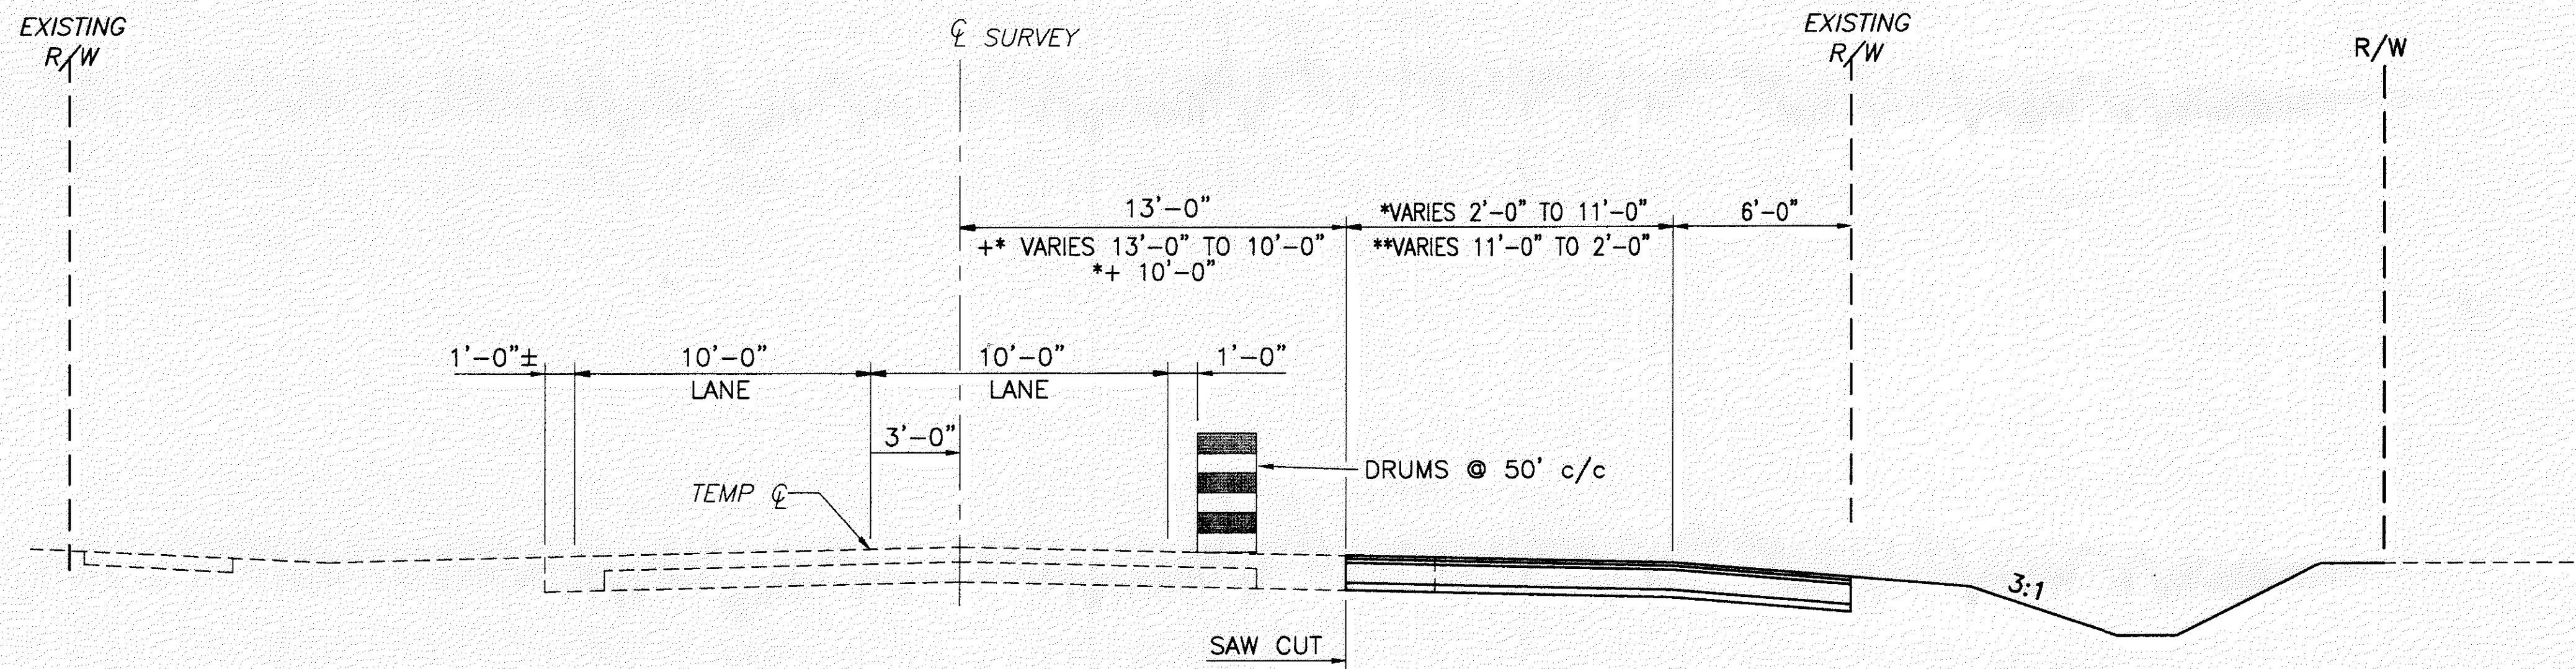 EXISTING
R/W
℄ SURVEY
EXISTING
R/W
R/W
13'-0"
+* VARIES 13'-0" TO 10'-0"
*+ 10'-0"
*VARIES 2'-0" TO 11'-0"
**VARIES 11'-0" TO 2'-0"
6'-0"
1'-0"±
10'-0"
LANE
10'-0"
LANE
1'-0"
3'-0"
TEMP ℄
DRUMS @ 50' c/c
3:1
SAW CUT